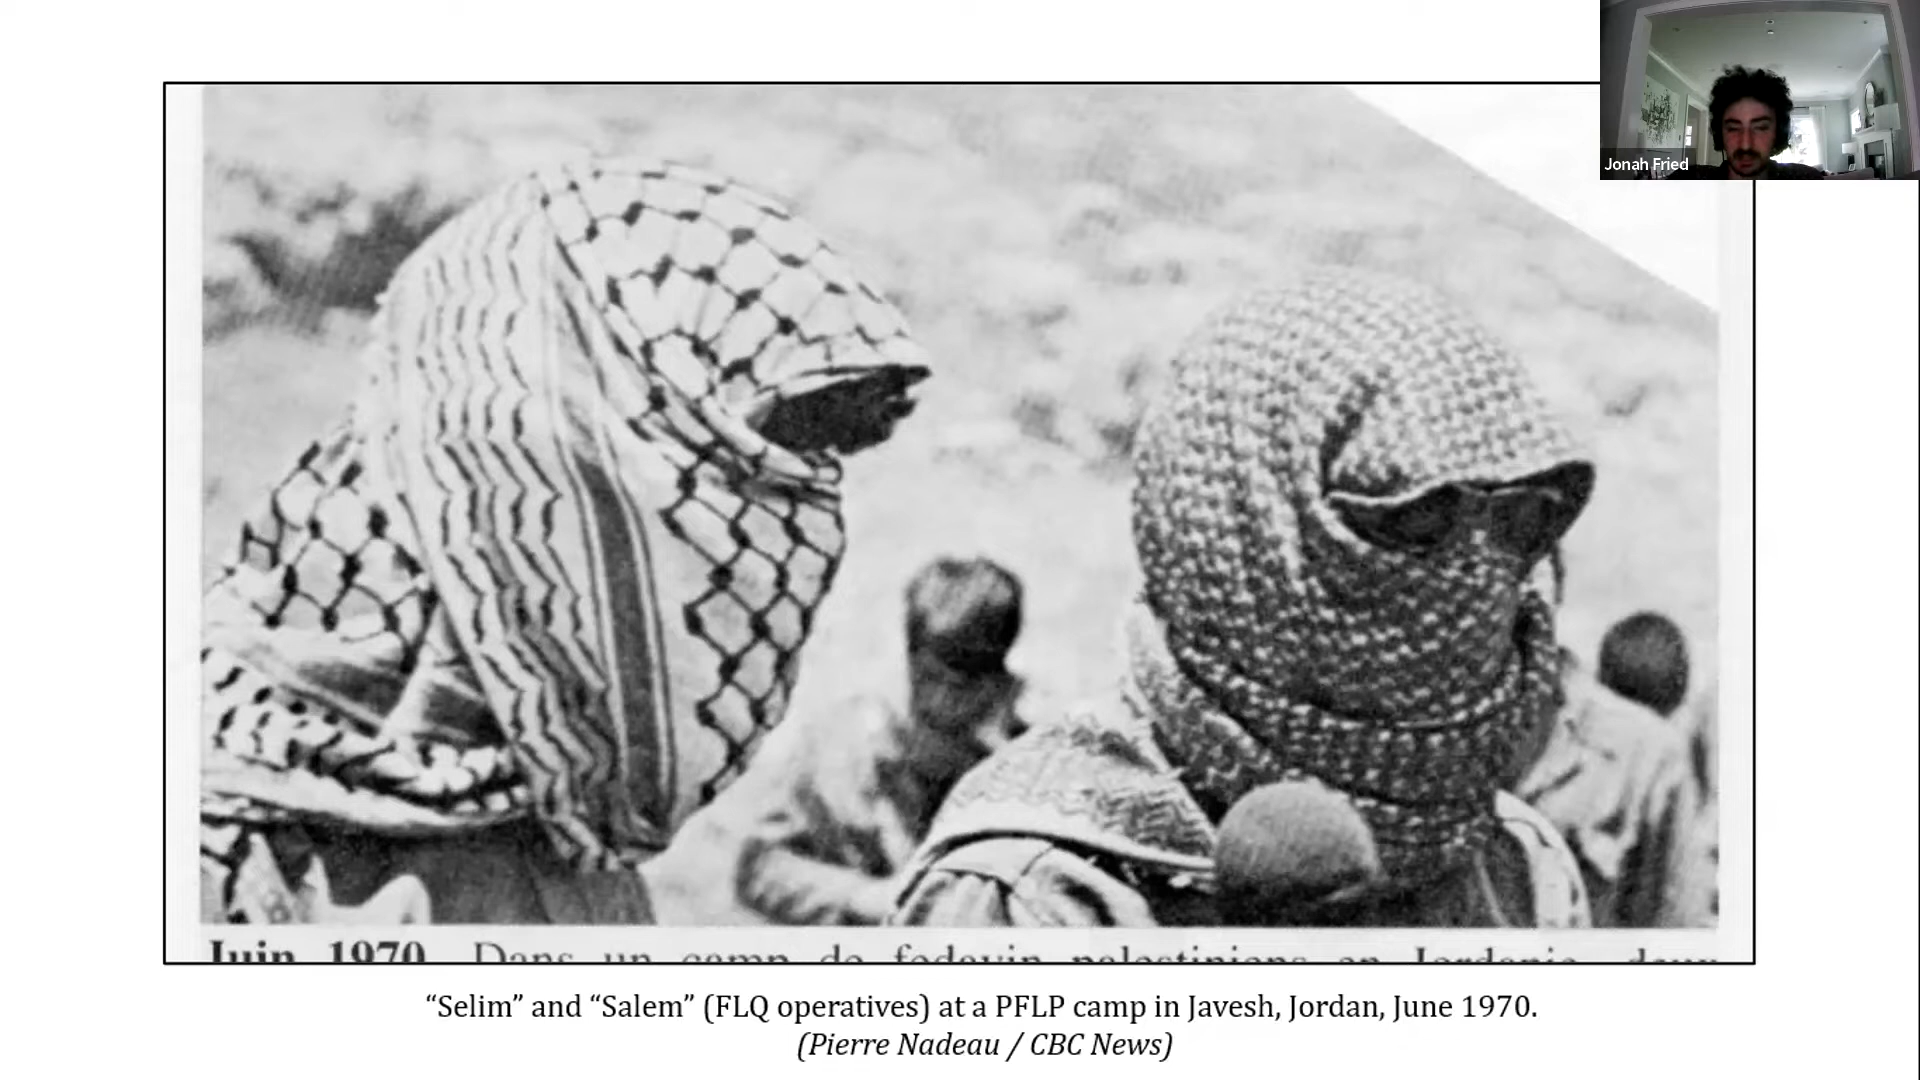 Jonah Fried
Juin 1970 Dans un camp de fedayin palestiniens en Jordanie, deux
“Selim” and “Salem” (FLQ operatives) at a PFLP camp in Javesh, Jordan, June 1970.
(Pierre Nadeau / CBC News)